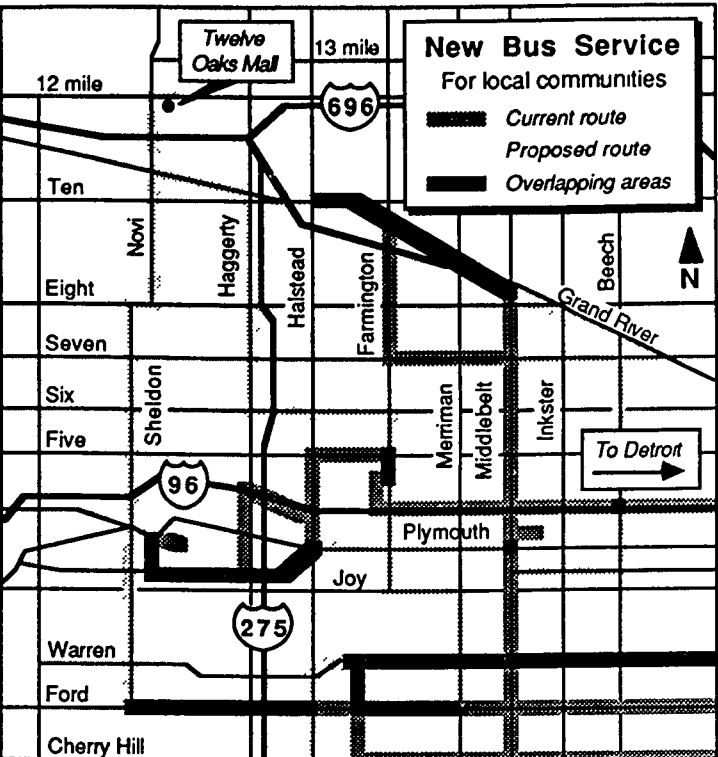 Twelve
Oaks Mall
13 mile
New Bus Service
For local communities
Current route
Proposed route
Overlapping areas
12 mile
696
Ten
Novi
Haggerty
Halstead
Farmington
Beech
N
Eight
Grand River
Seven
Six
Sheldon
Merriman
Middlebelt
Inkster
Five
To Detroit
96
Plymouth
Joy
275
Warren
Ford
Cherry Hill